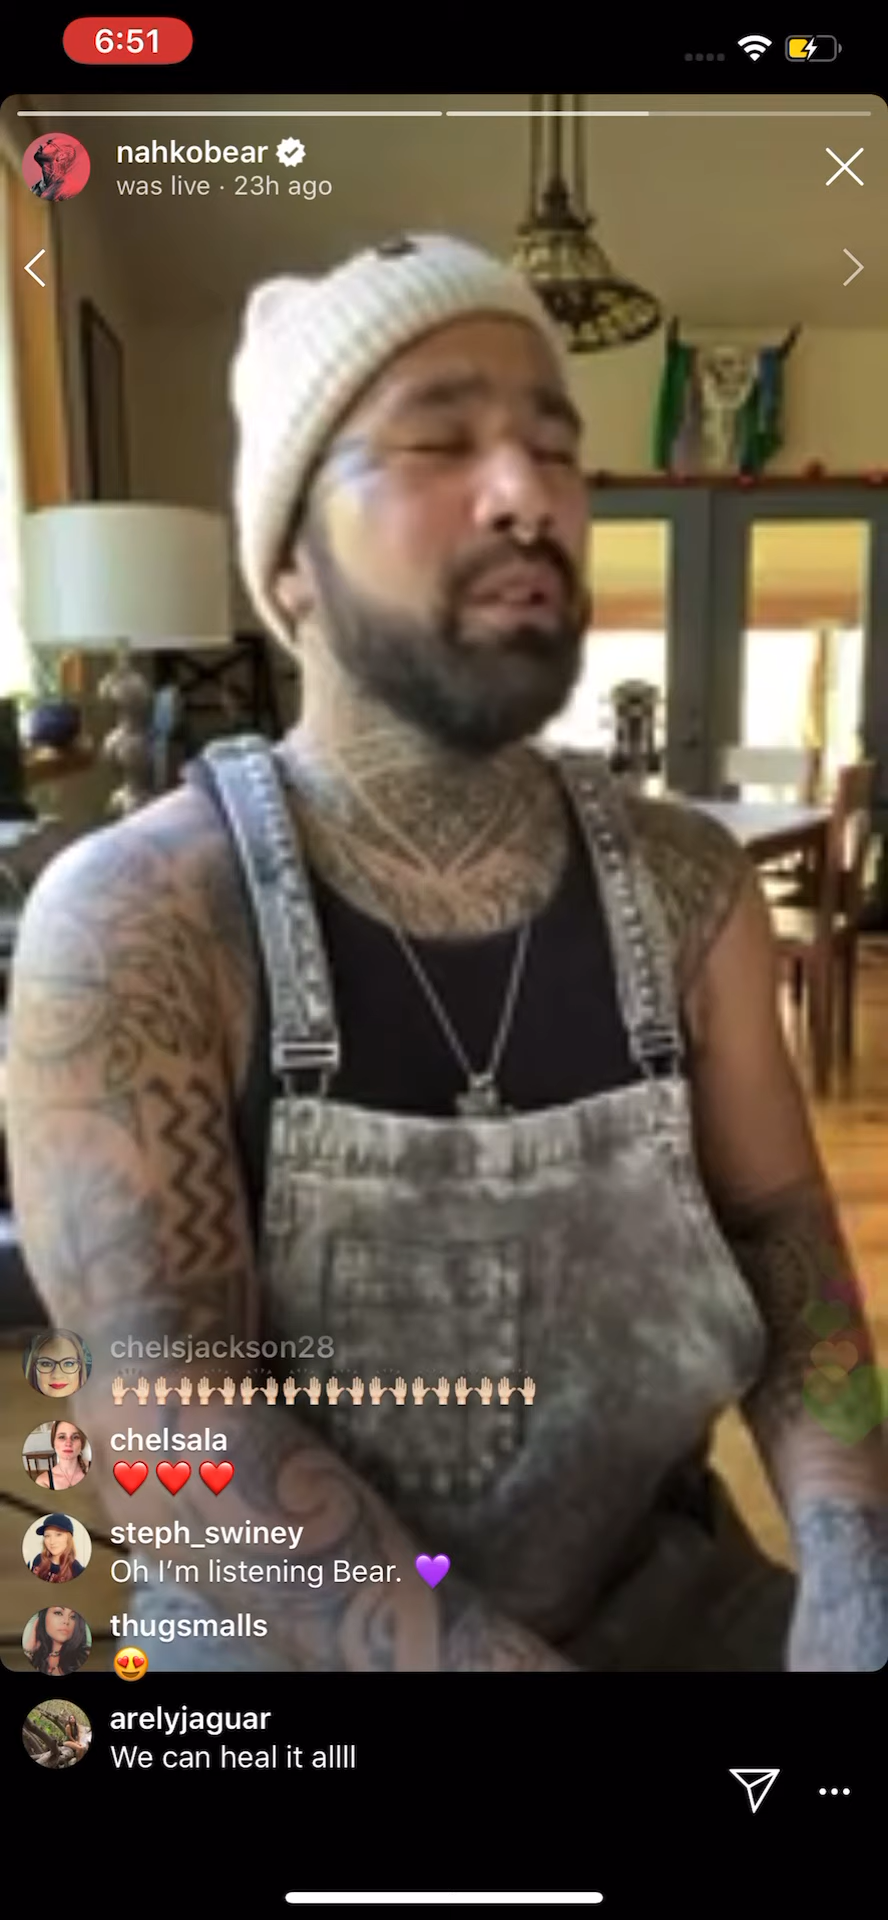 6:51
nahkobear
was live · 23h ago
chelsjackson28
🙌🏻🙌🏻🙌🏻🙌🏻🙌🏻🙌🏻🙌🏻🙌🏻🙌🏻🙌🏻
chelsala
❤️❤️❤️
steph_swiney
Oh I’m listening Bear. 💜
thugsmalls
😍
arelyjaguar
We can heal it allll